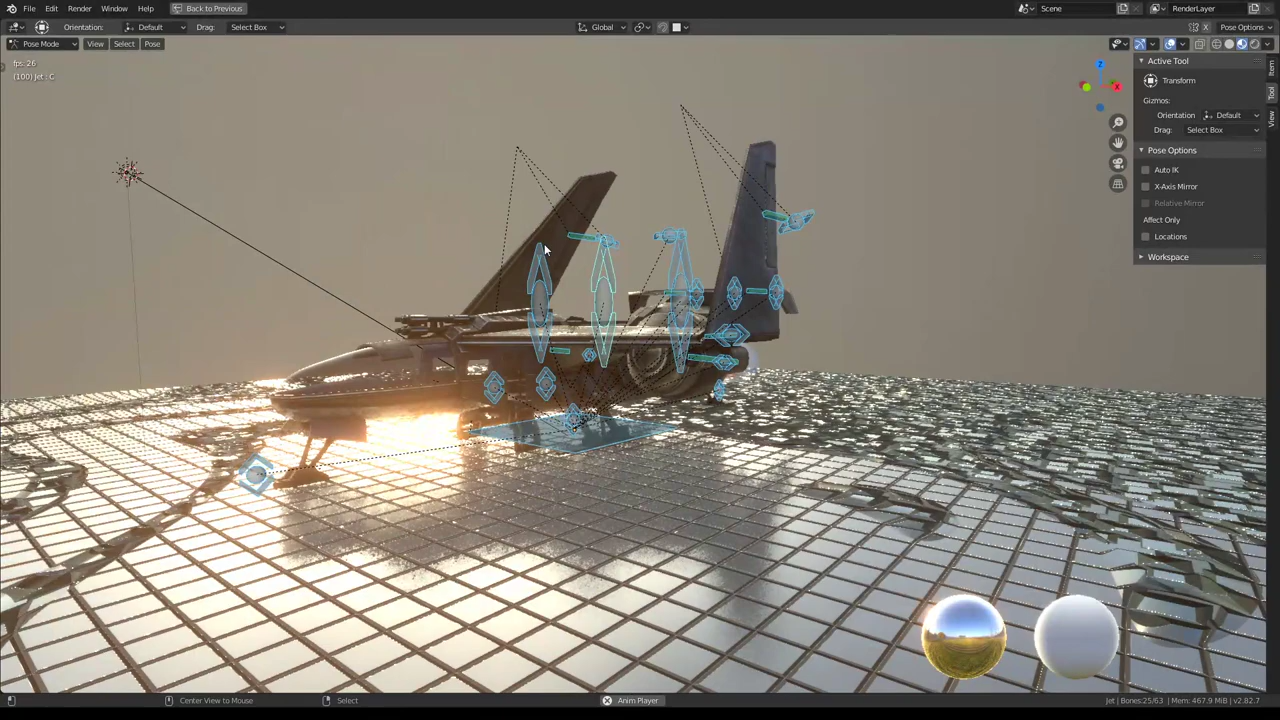 File Edit Render Window Help Back to Previous Scene RenderLayer
Orientation: Default Drag: Select Box Global Pose Options
Pose Mode View Select Pose
fps: 26
(100) Jet : C
Z
X
Active Tool
Transform
Gizmos:
Orientation Default
Drag: Select Box
Pose Options
Auto IK
X-Axis Mirror
Relative Mirror
Affect Only
Locations
Workspace
Item
Tool
View
Center View to Mouse Select Anim Player Jet | Bones:25/63 | Mem: 467.9 MiB | v2.82.7